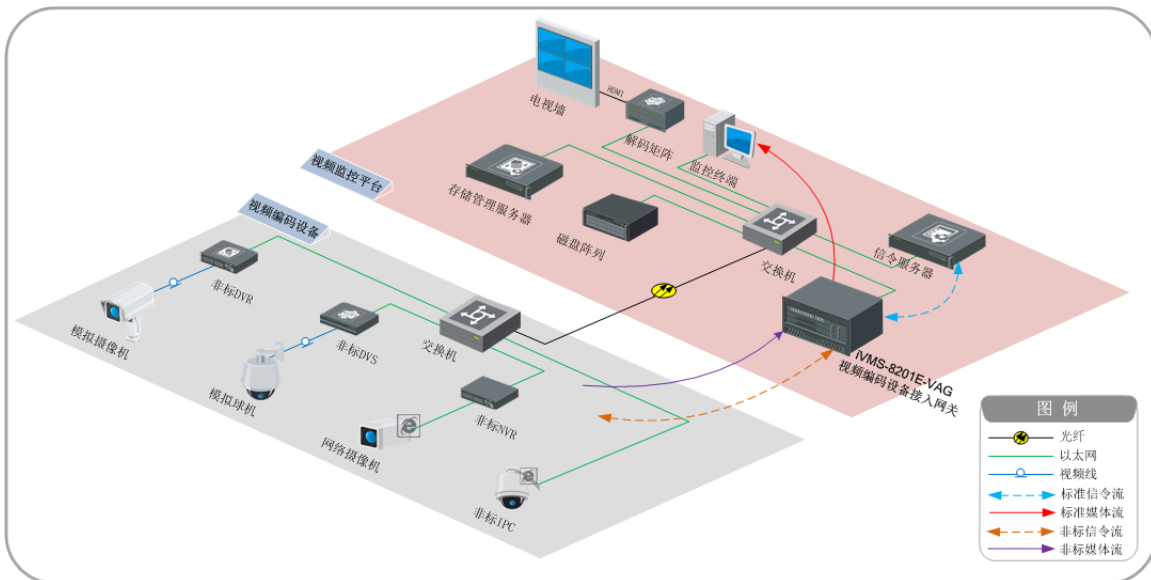 电视墙
HDMI
解码矩阵
监控终端
视频监控平台
存储管理服务器
磁盘阵列
交换机
信令服务器
视频编码设备
非标DVR
模拟摄像机
非标DVS
交换机
模拟球机
iVMS-8201E-VAG
视频编码设备接入网关
非标NVR
网络摄像机
非标IPC
图 例
光纤
以太网
视频线
标准信令流
标准媒体流
非标信令流
非标媒体流